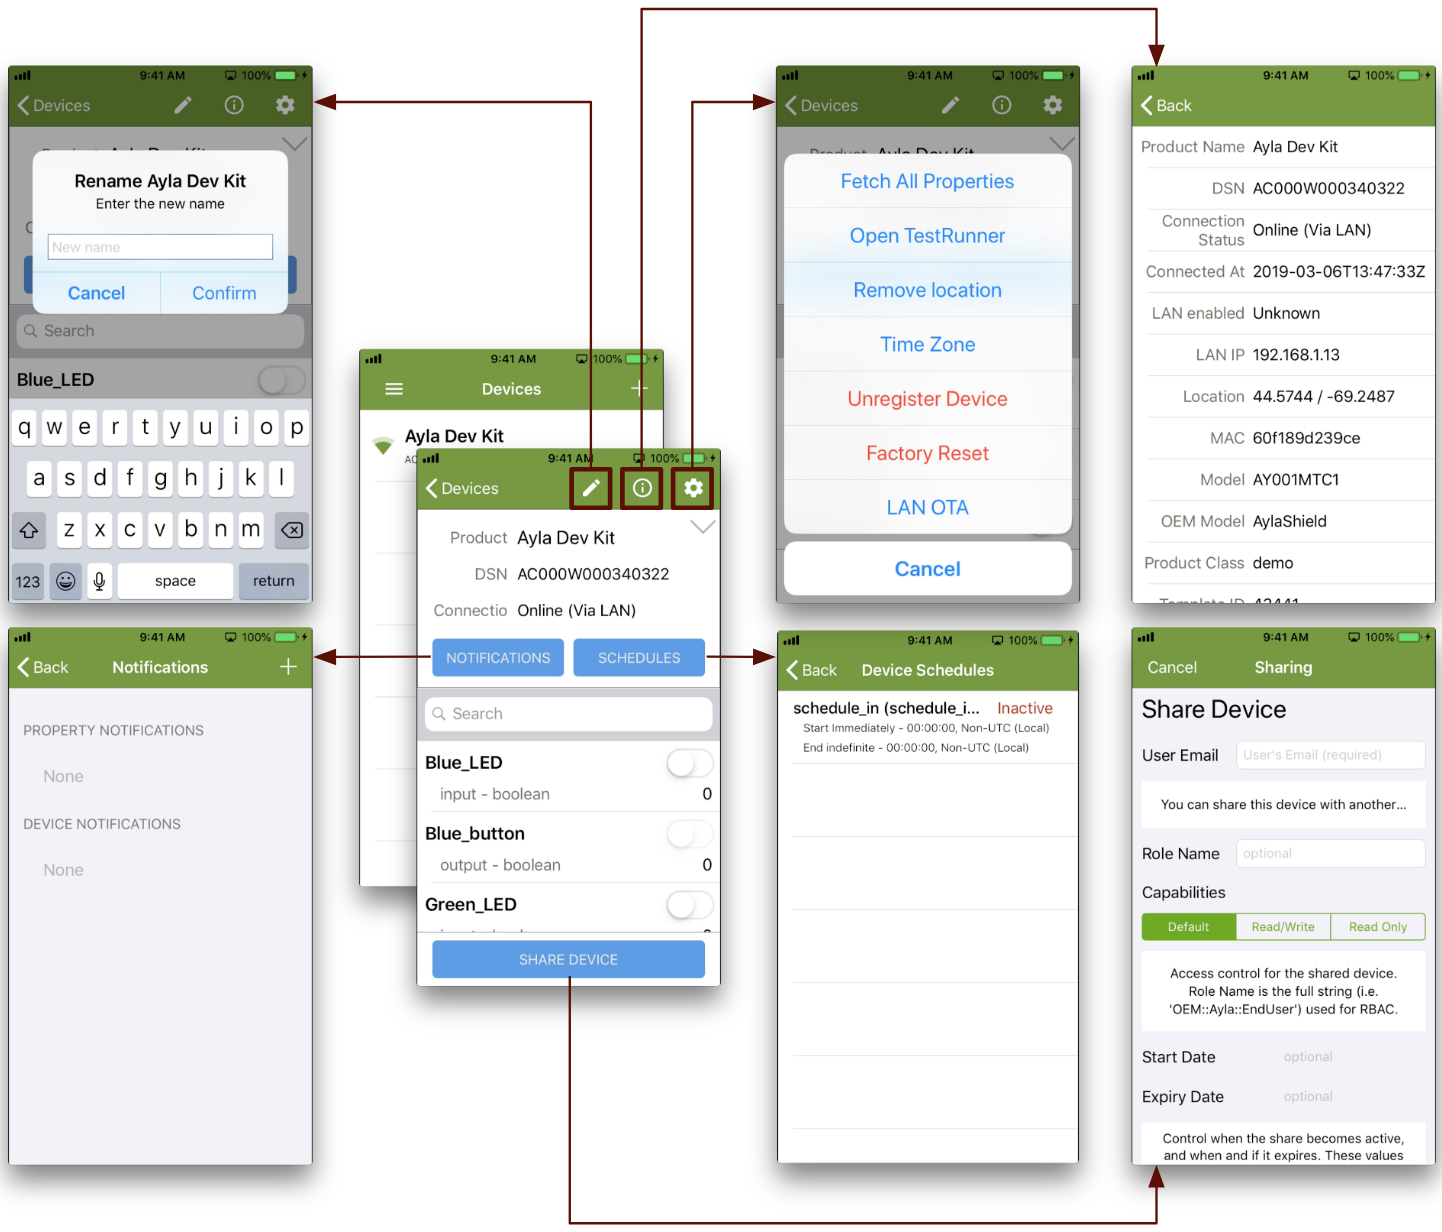 9:41 AM 100%
Devices
Rename Ayla Dev Kit
Enter the new name
New name
Cancel Confirm
Search
Blue_LED
q w e r t y u i o p
a s d f g h j k l
z x c v b n m
123 space return
9:41 AM 100%
Devices
Ayla Dev Kit
9:41 AM 100%
Devices
Product Ayla Dev Kit
DSN AC000W000340322
Connectio Online (Via LAN)
NOTIFICATIONS SCHEDULES
Search
Blue_LED
input - boolean 0
Blue_button
output - boolean 0
Green_LED
SHARE DEVICE
9:41 AM 100%
Devices
Product Ayla Dev Kit
Fetch All Properties
Open TestRunner
Remove location
Time Zone
Unregister Device
Factory Reset
LAN OTA
Cancel
9:41 AM 100%
Back
Product Name Ayla Dev Kit
DSN AC000W000340322
Connection
Status Online (Via LAN)
Connected At 2019-03-06T13:47:33Z
LAN enabled Unknown
LAN IP 192.168.1.13
Location 44.5744 / -69.2487
MAC 60f189d239ce
Model AY001MTC1
OEM Model AylaShield
Product Class demo
Template ID
9:41 AM 100%
Back Notifications
PROPERTY NOTIFICATIONS
None
DEVICE NOTIFICATIONS
None
9:41 AM 100%
Back Device Schedules
schedule_in (schedule_i... Inactive
Start Immediately - 00:00:00, Non-UTC (Local)
End indefinite - 00:00:00, Non-UTC (Local)
9:41 AM 100%
Cancel Sharing
Share Device
User Email User's Email (required)
You can share this device with another...
Role Name optional
Capabilities
Default Read/Write Read Only
Access control for the shared device.
Role Name is the full string (i.e.
'OEM::Ayla::EndUser') used for RBAC.
Start Date optional
Expiry Date optional
Control when the share becomes active,
and when and if it expires. These values